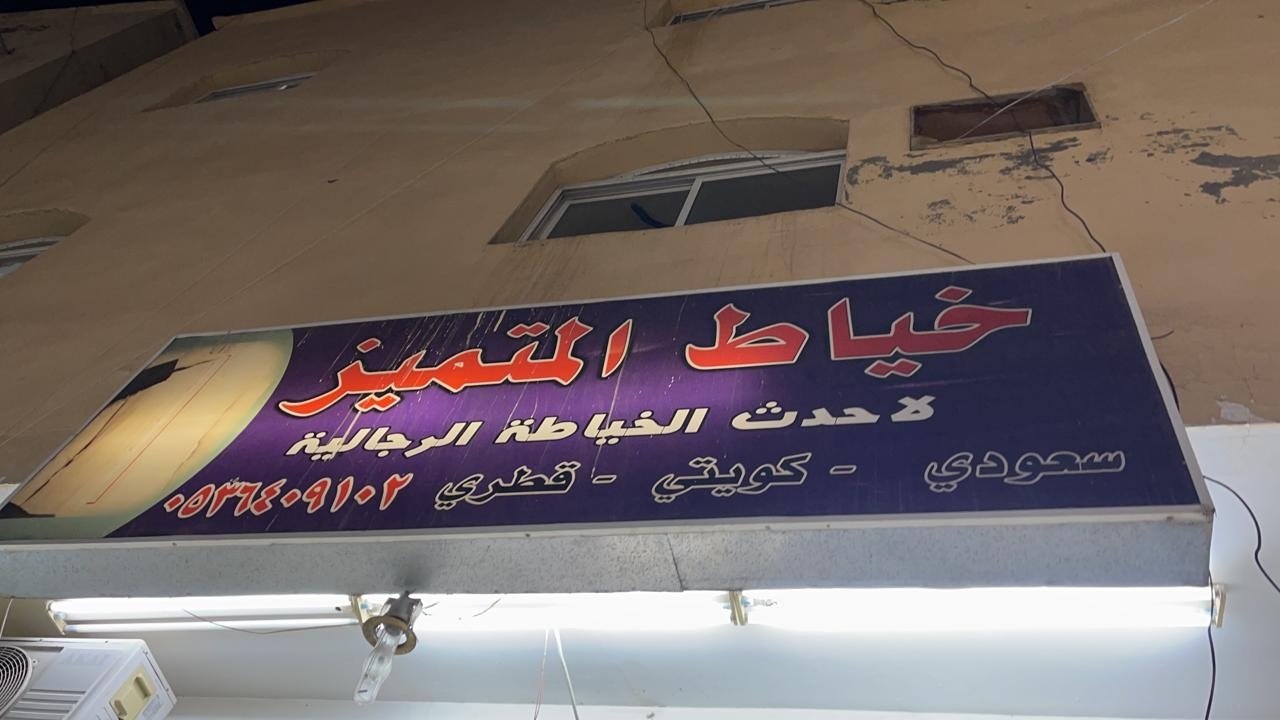 خياط المتميز
لاحدث الخياطة الرجالية
سعودي - كويتي - قطري ٠٥٣٦٤٠٩١٠٢